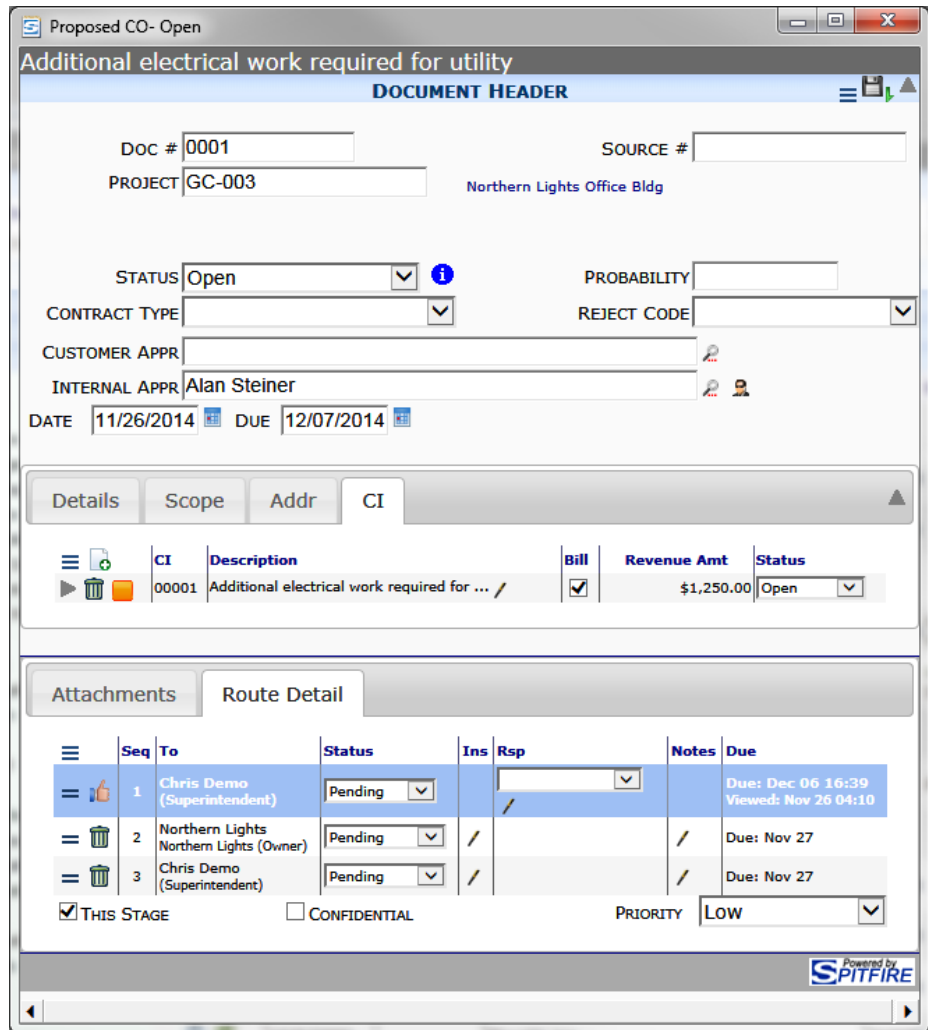 Proposed CO- Open
Additional electrical work required for utility
DOCUMENT HEADER
DOC # 0001 SOURCE #
PROJECT GC-003 Northern Lights Office Bldg
STATUS Open PROBABILITY
CONTRACT TYPE REJECT CODE
CUSTOMER APPR
INTERNAL APPR Alan Steiner
DATE 11/26/2014 DUE 12/07/2014
Details Scope Addr CI
CI Description Bill Revenue Amt Status
00001 Additional electrical work required for ... $1,250.00 Open
Attachments Route Detail
Seq To Status Ins Rsp Notes Due
1 Chris Demo (Superintendent) Pending Due: Dec 06 16:39 Viewed: Nov 26 04:10
2 Northern Lights Northern Lights (Owner) Pending Due: Nov 27
3 Chris Demo (Superintendent) Pending Due: Nov 27
THIS STAGE CONFIDENTIAL PRIORITY Low
Powered by
SPITFIRE